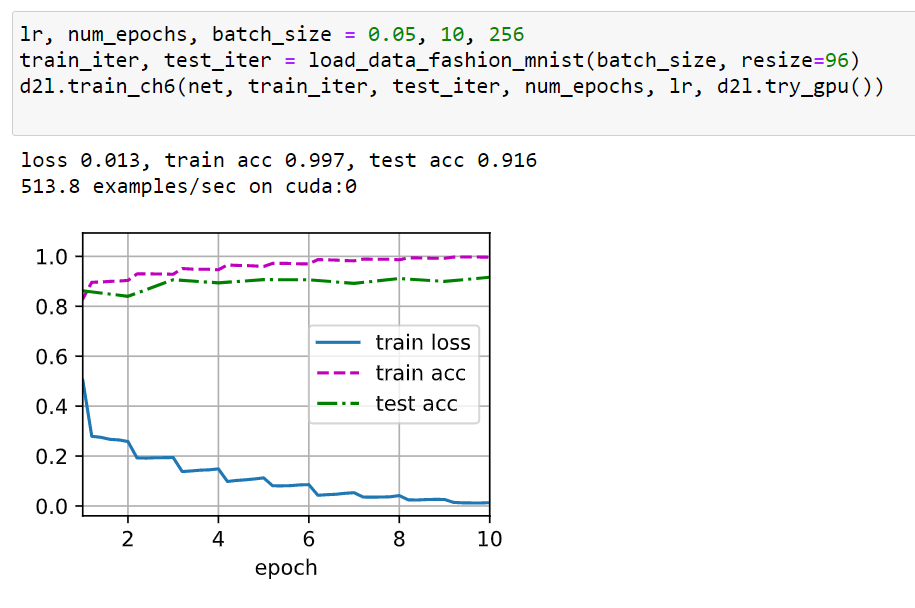 lr, num_epochs, batch_size = 0.05, 10, 256
train_iter, test_iter = load_data_fashion_mnist(batch_size, resize=96)
d2l.train_ch6(net, train_iter, test_iter, num_epochs, lr, d2l.try_gpu())
loss 0.013, train acc 0.997, test acc 0.916
513.8 examples/sec on cuda:0
1.0
0.8
0.6
0.4
0.2
0.0
train loss
train acc
test acc
2 4 6 8 10
epoch